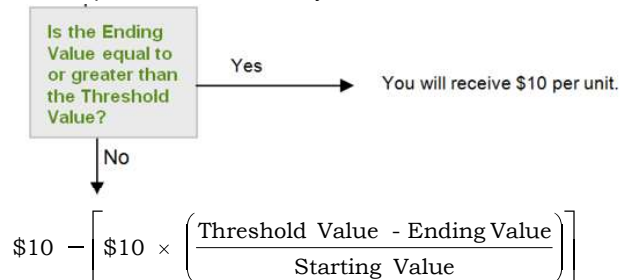 Is the Ending
Value equal to
or greater than
the Threshold
Value?
Yes
You will receive $10 per unit.
No
$10 − [ $10 × ( Threshold Value - Ending Value / Starting Value ) ]